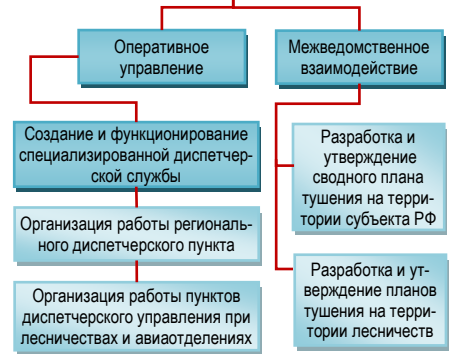 Оперативное
управление
Межведомственное
взаимодействие
Создание и функционирование
специализированной диспетчер-
ской службы
Организация работы региональ-
ного диспетчерского пункта
Организация работы пунктов
диспетчерского управления при
лесничествах и авиаотделениях
Разработка и
утверждение
сводного плана
тушения на терри-
тории субъекта РФ
Разработка и ут-
верждение планов
тушения на терри-
тории лесничеств